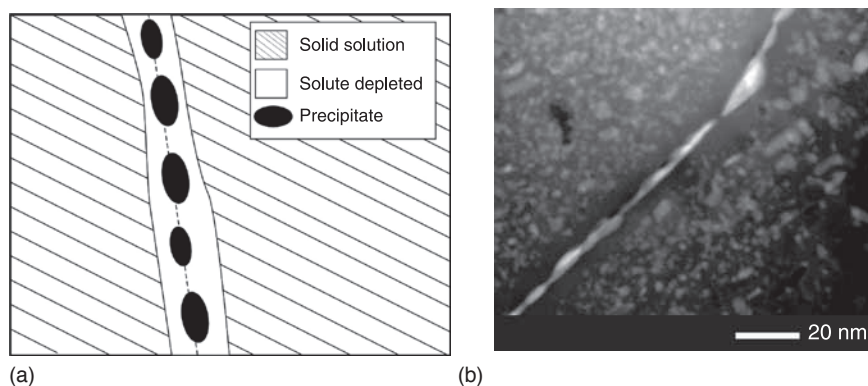 Solid solution
Solute depleted
Precipitate
20 nm
(a)
(b)